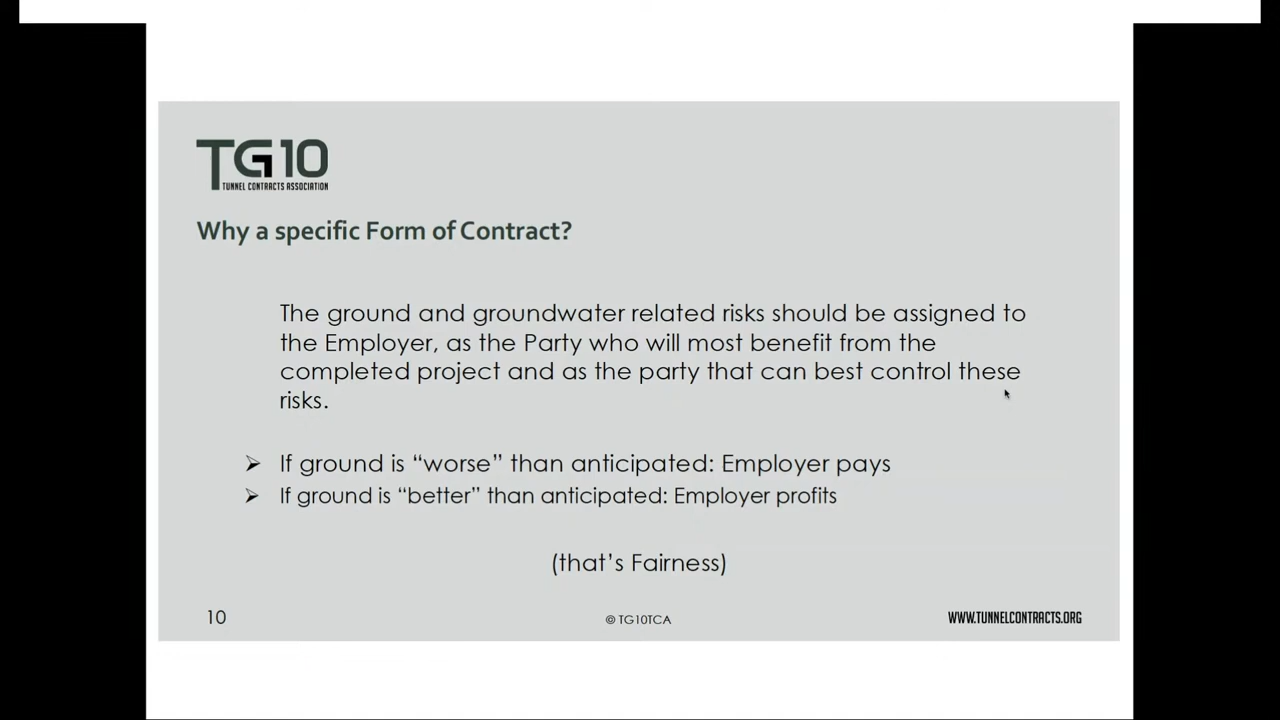 TG10
TUNNEL CONTRACTS ASSOCIATION
Why a specific Form of Contract?
The ground and groundwater related risks should be assigned to
the Employer, as the Party who will most benefit from the
completed project and as the party that can best control these
risks.
➢ If ground is “worse” than anticipated: Employer pays
➢ If ground is “better” than anticipated: Employer profits
(that’s Fairness)
10
© TG10TCA
WWW.TUNNELCONTRACTS.ORG